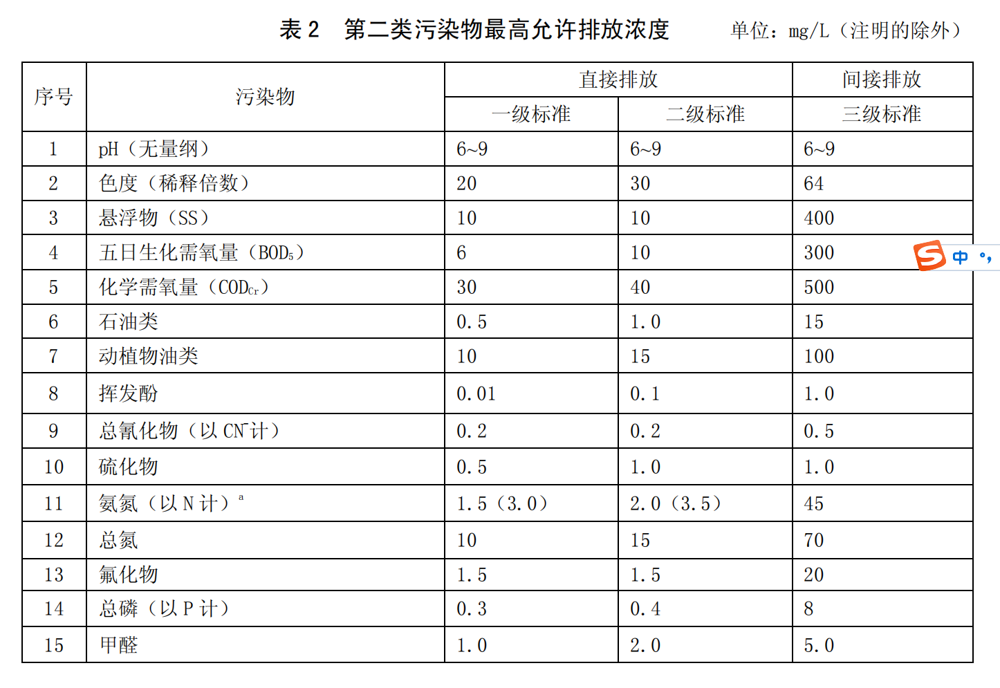 表 2 第二类污染物最高允许排放浓度 单位：mg/L（注明的除外）
序号 污染物 直接排放 间接排放
一级标准 二级标准 三级标准
1 pH（无量纲） 6~9 6~9 6~9
2 色度（稀释倍数） 20 30 64
3 悬浮物（SS） 10 10 400
4 五日生化需氧量（BOD₅） 6 10 300
5 化学需氧量（CODCr） 30 40 500
6 石油类 0.5 1.0 15
7 动植物油类 10 15 100
8 挥发酚 0.01 0.1 1.0
9 总氰化物（以 CN⁻计） 0.2 0.2 0.5
10 硫化物 0.5 1.0 1.0
11 氨氮（以 N 计）ᵃ 1.5（3.0） 2.0（3.5） 45
12 总氮 10 15 70
13 氟化物 1.5 1.5 20
14 总磷（以 P 计） 0.3 0.4 8
15 甲醛 1.0 2.0 5.0
S 中 °，